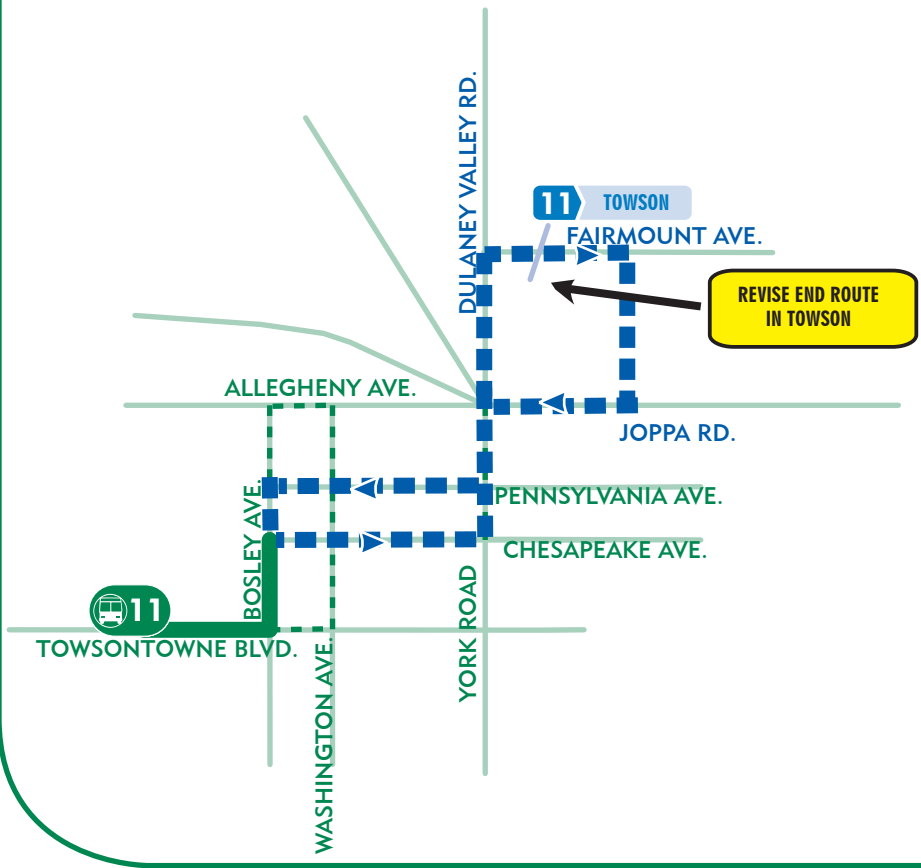 DULANEY VALLEY RD.
11 TOWSON
FAIRMOUNT AVE.
REVISE END ROUTE
IN TOWSON
ALLEGHENY AVE.
JOPPA RD.
BOSLEY AVE.
PENNSYLVANIA AVE.
CHESAPEAKE AVE.
11
TOWSONTOWNE BLVD.
WASHINGTON AVE.
YORK ROAD